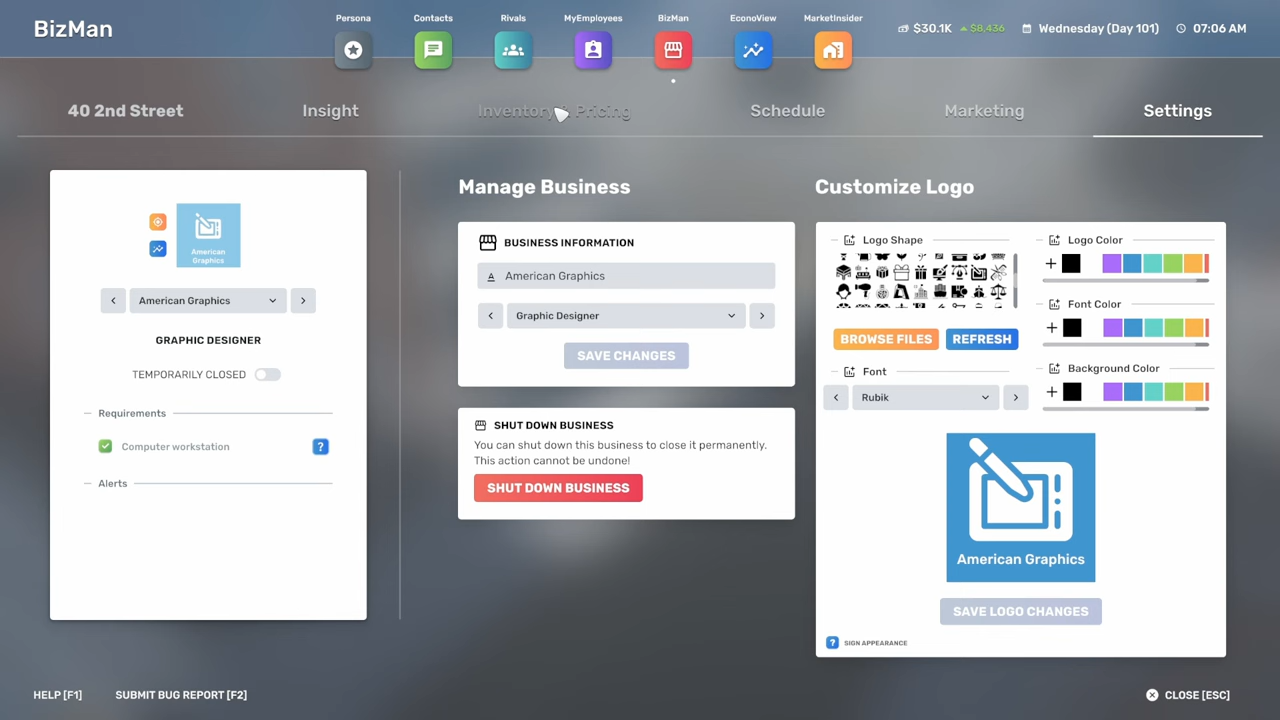 BizMan
Persona
Contacts
Rivals
MyEmployees
BizMan
EconoView
MarketInsider
$30.1K
$8,436
Wednesday (Day 101)
07:06 AM
40 2nd Street
Insight
Inventory & Pricing
Schedule
Marketing
Settings
American
Graphics
American Graphics
GRAPHIC DESIGNER
TEMPORARILY CLOSED
Requirements
Computer workstation
?
Alerts
Manage Business
BUSINESS INFORMATION
American Graphics
Graphic Designer
SAVE CHANGES
SHUT DOWN BUSINESS
You can shut down this business to close it permanently.
This action cannot be undone!
SHUT DOWN BUSINESS
Customize Logo
Logo Shape
BROWSE FILES
REFRESH
Font
Rubik
Logo Color
Font Color
Background Color
American Graphics
SAVE LOGO CHANGES
? SIGN APPEARANCE
HELP [F1]
SUBMIT BUG REPORT [F2]
CLOSE [ESC]